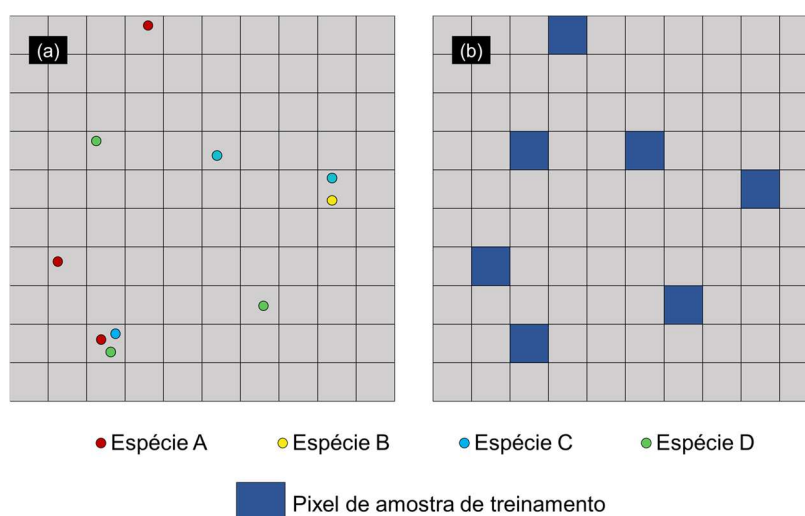 (a) (b)
Espécie A Espécie B Espécie C Espécie D
Pixel de amostra de treinamento